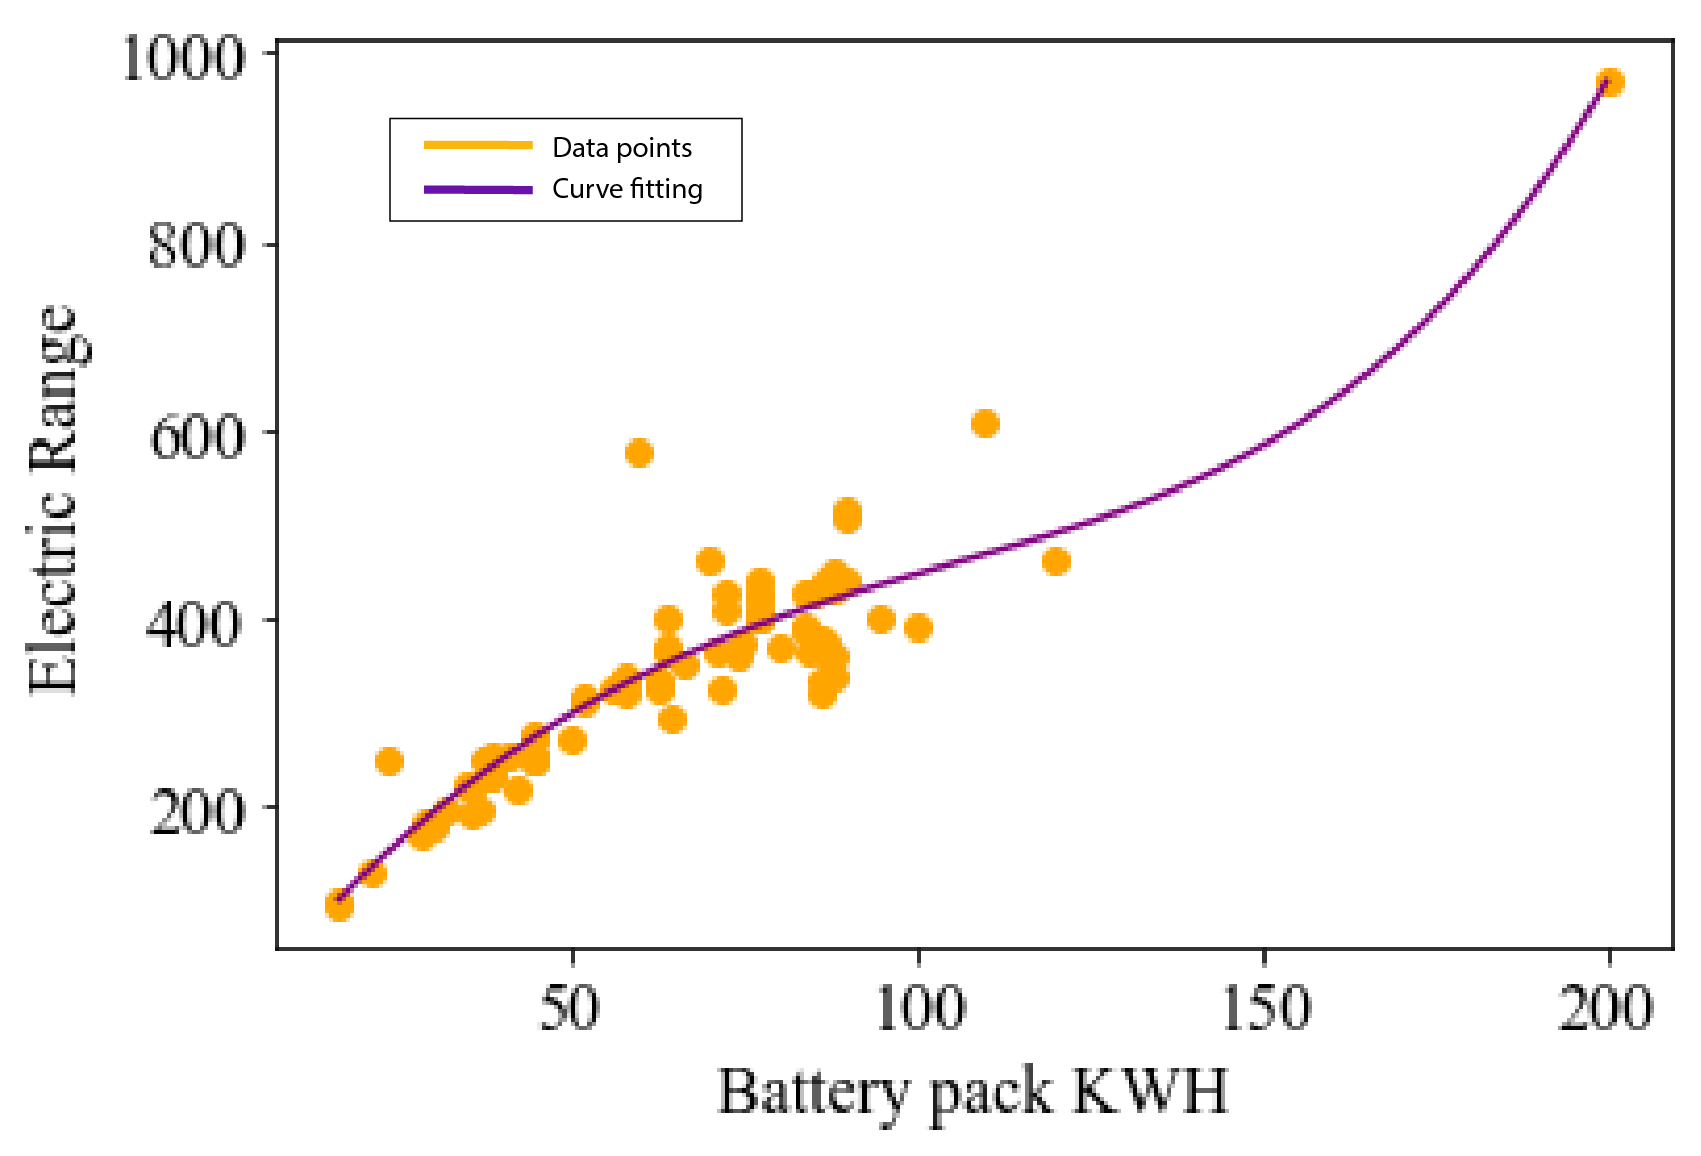 1000
800
600
400
200
Electric Range
Data points
Curve fitting
50 100 150 200
Battery pack KWH